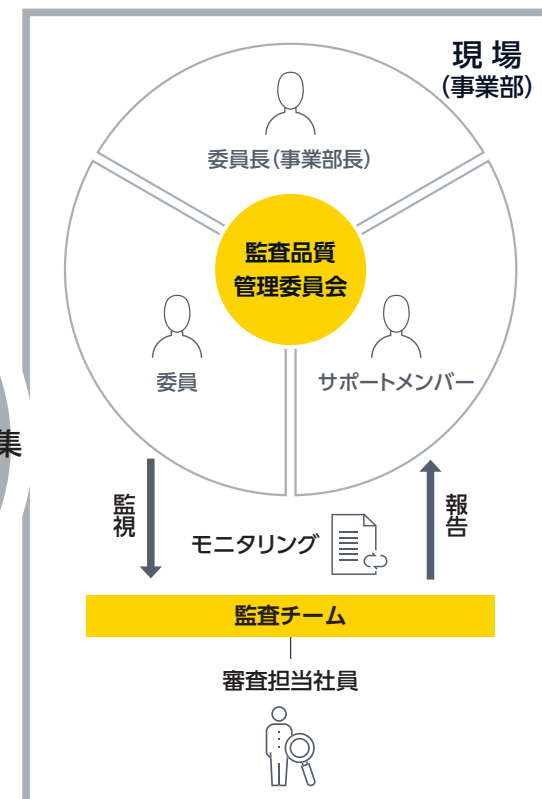 現場
(事業部)
委員長(事業部長)
監査品質
管理委員会
委員
サポートメンバー
集
監視
報告
モニタリング
監査チーム
審査担当社員